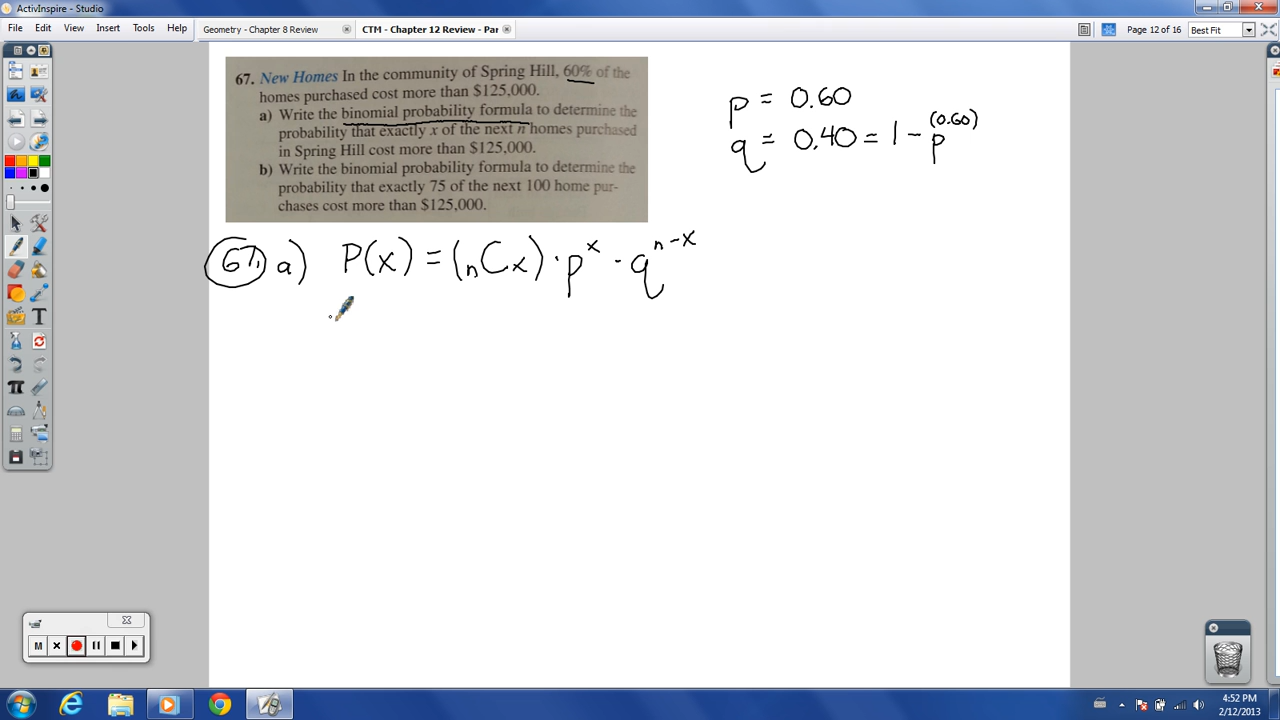 ActivInspire - Studio
File Edit View Insert Tools Help
Geometry - Chapter 8 Review
CTM - Chapter 12 Review - Par
Page 12 of 16
Best Fit
67. New Homes In the community of Spring Hill, 60% of the
homes purchased cost more than $125,000.
a) Write the binomial probability formula to determine the
probability that exactly x of the next n homes purchased
in Spring Hill cost more than $125,000.
b) Write the binomial probability formula to determine the
probability that exactly 75 of the next 100 home pur-
chases cost more than $125,000.
p = 0.60
q = 0.40 = 1 - p (0.60)
67. a) P(x) = (nCx) · p^x · q^n-x
M
4:52 PM
2/12/2013